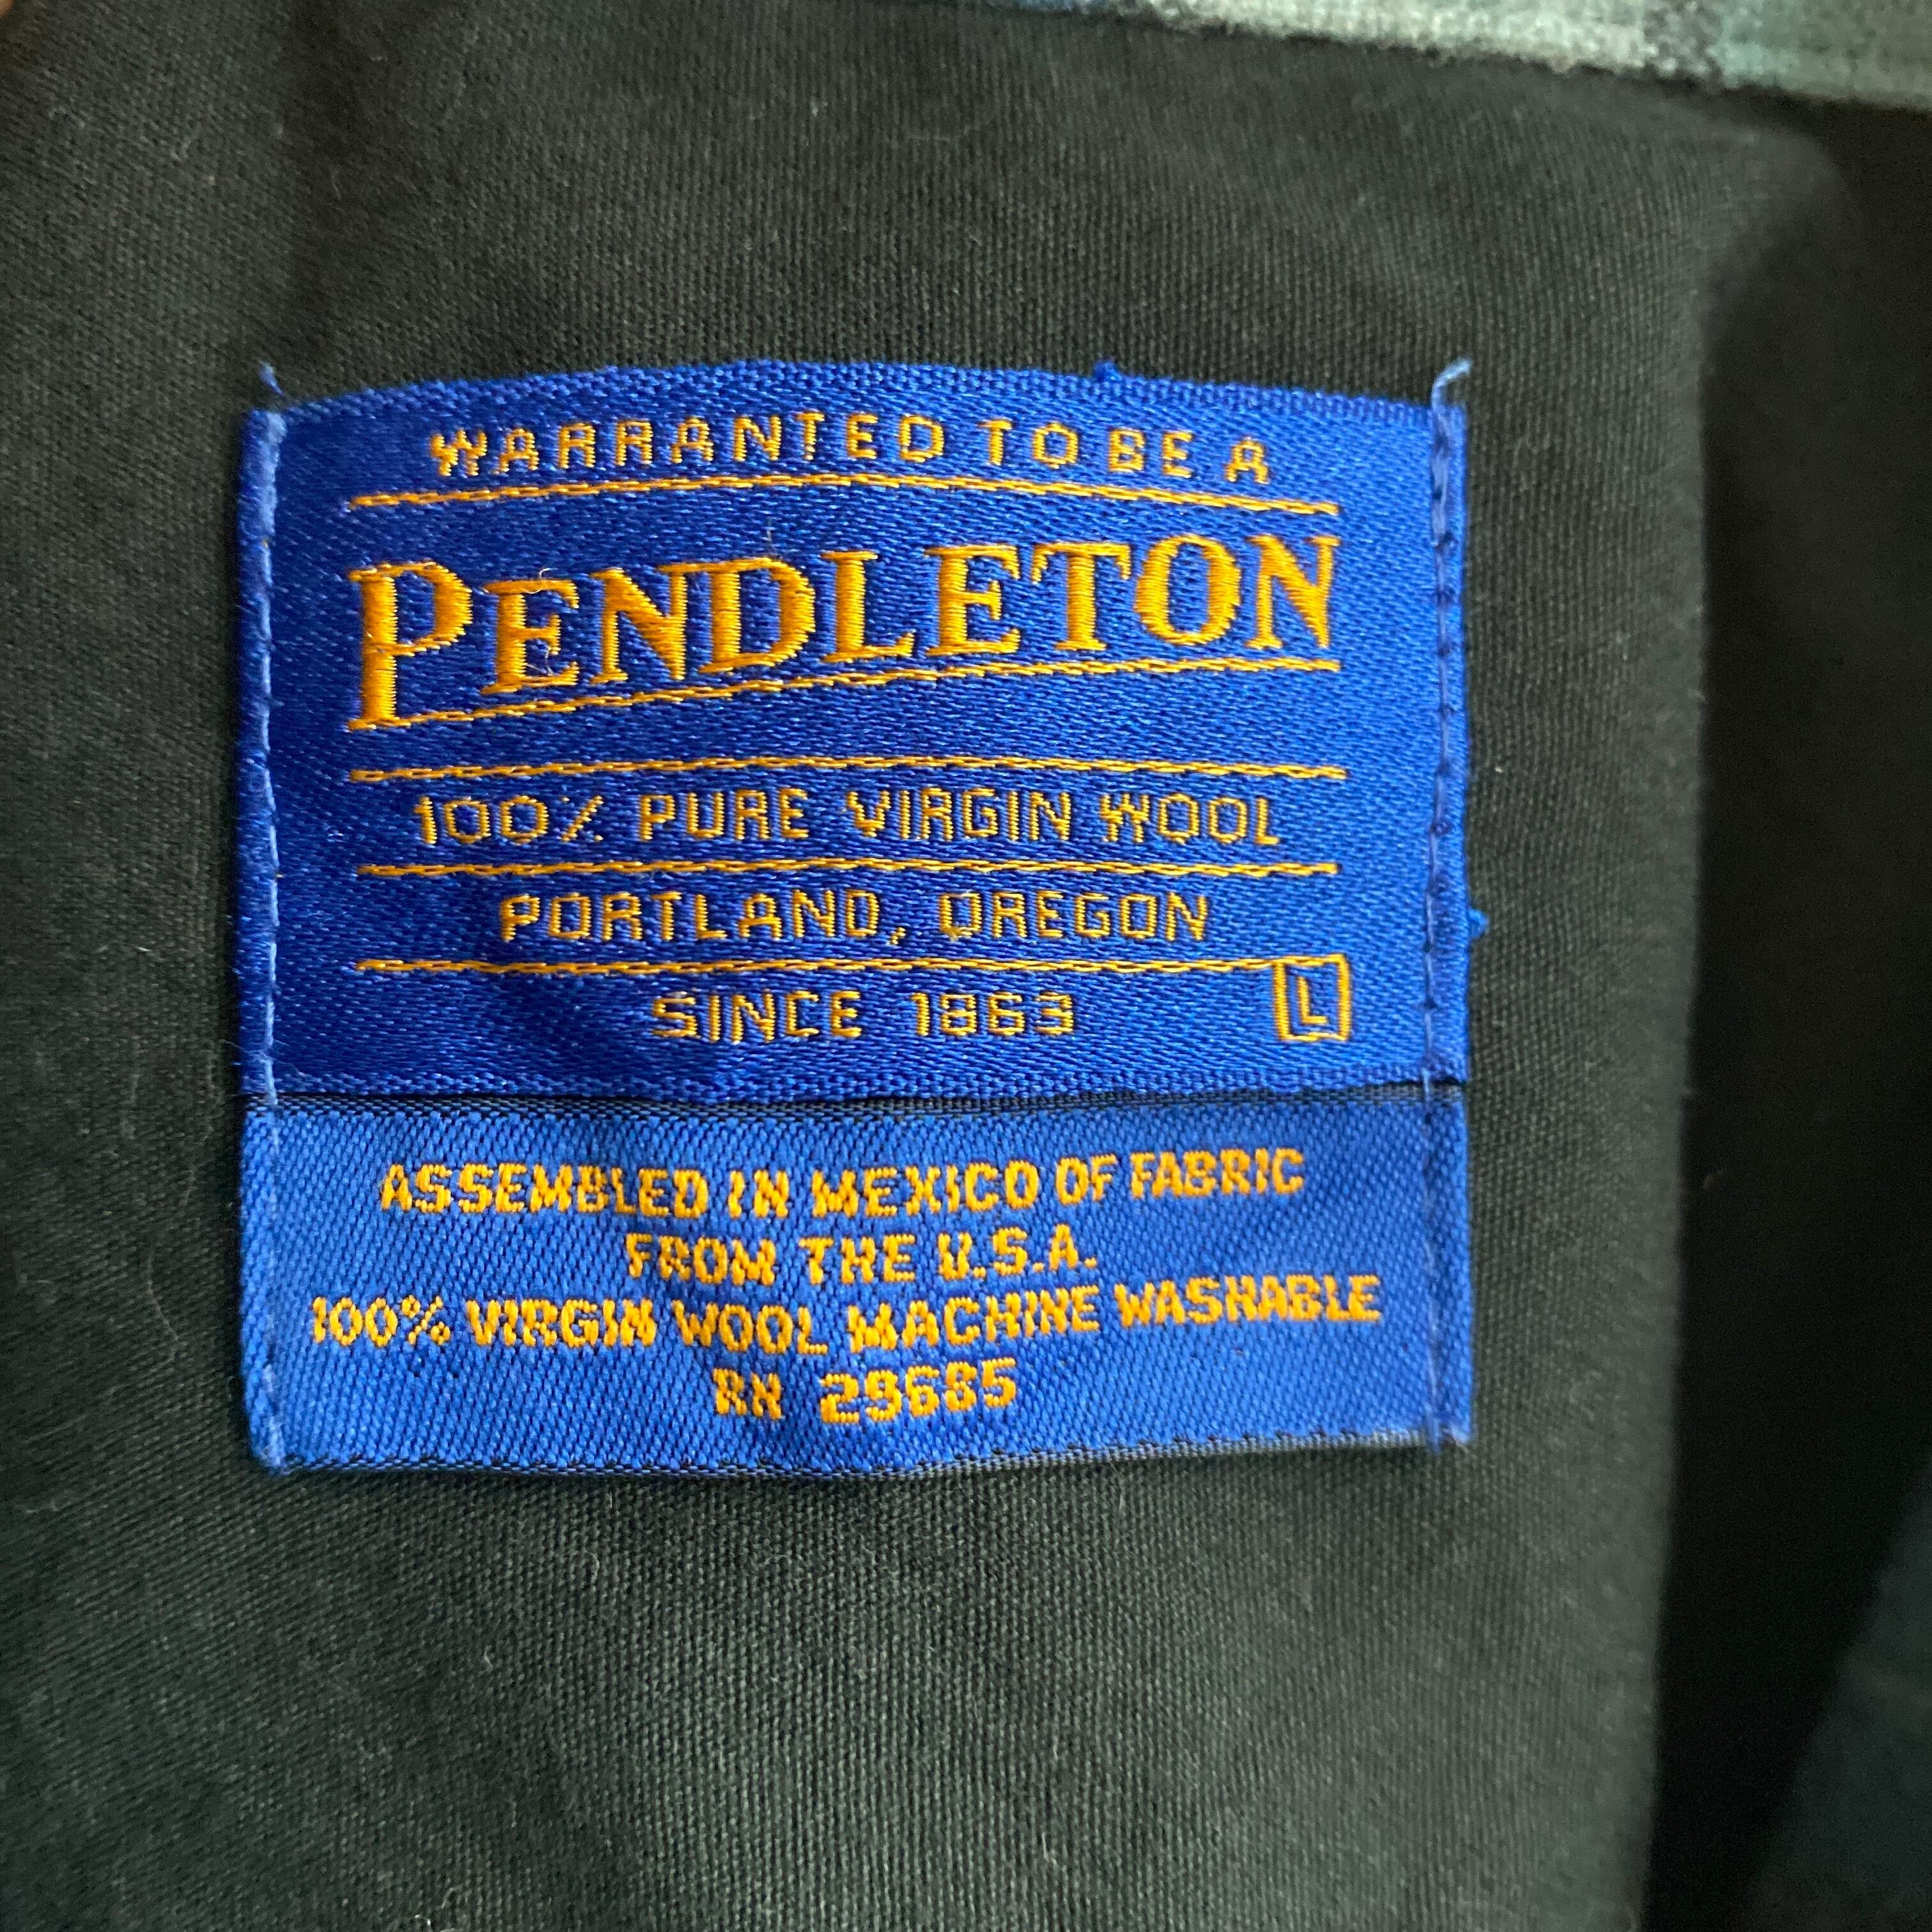 WARRANTED TO BE A
PENDLETON
100% PURE VIRGIN WOOL
PORTLAND, OREGON
SINCE 1863 L
ASSEMBLED IN MEXICO OF FABRIC
FROM THE U.S.A.
100% VIRGIN WOOL MACHINE WASHABLE
RN 29685